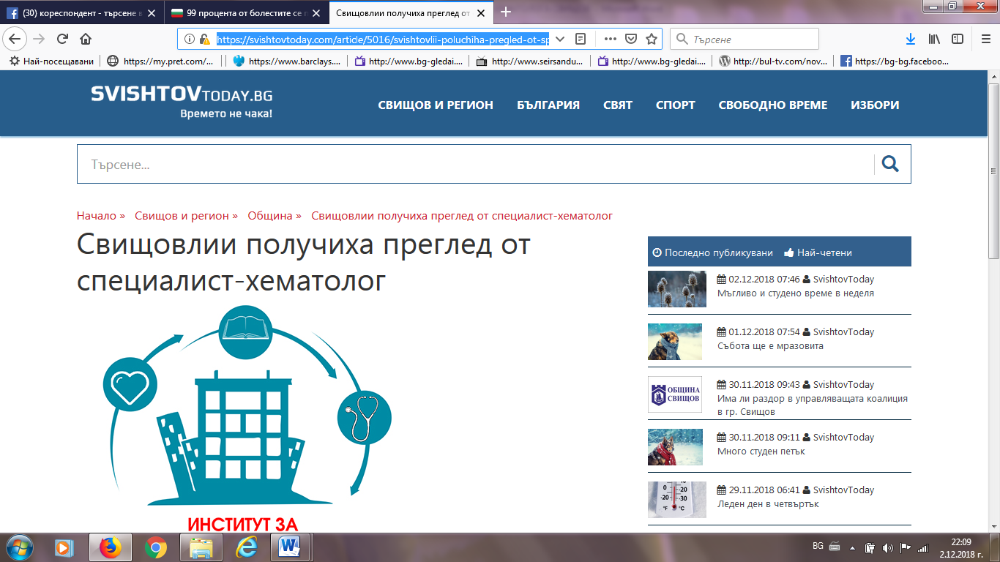 (30) кореспондент - търсене в
99 процента от болестите се п
Свищовлии получиха преглед от
https://svishtovtoday.com/article/5016/svishtovlii-poluchiha-pregled-ot-sp
Търсене
Най-посещавани
https://my.pret.com/...
https://www.barclays....
http://www.bg-gledai....
http://www.seirsandu...
http://www.bg-gledai....
http://bul-tv.com/nov...
https://bg-bg.faceboo...
SVISHTOVTODAY.BG
Времето не чака!
СВИЩОВ И РЕГИОН
БЪЛГАРИЯ
СВЯТ
СПОРТ
СВОБОДНО ВРЕМЕ
ИЗБОРИ
Търсене...
Начало » Свищов и регион » Община » Свищовлии получиха преглед от специалист-хематолог
Свищовлии получиха преглед от
специалист-хематолог
ИНСТИТУТ ЗА
Последно публикувани
Най-четени
02.12.2018 07:46 SvishtovToday
Мъгливо и студено време в неделя
01.12.2018 07:54 SvishtovToday
Събота ще е мразовита
ОБЩИНА
СВИЩОВ
30.11.2018 09:43 SvishtovToday
Има ли раздор в управляващата коалиция
в гр. Свищов
30.11.2018 09:11 SvishtovToday
Много студен петък
0
-20
-20
-30
°F
°C
29.11.2018 06:41 SvishtovToday
Леден ден в четвъртък
BG
22:09
2.12.2018 г.